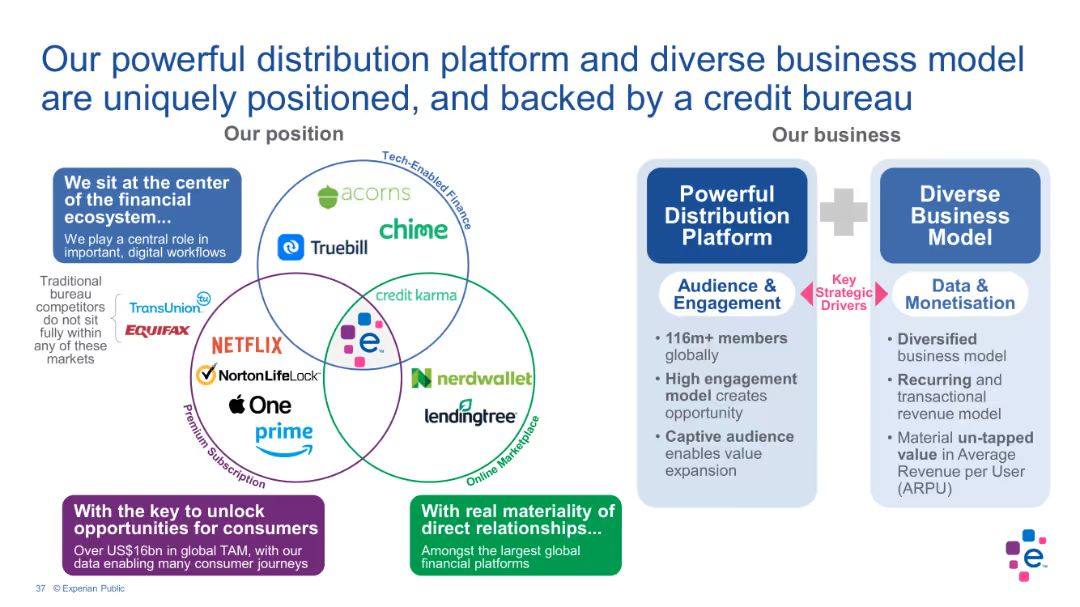 Our powerful distribution platform and diverse business model
are uniquely positioned, and backed by a credit bureau
Our position
We sit at the center
of the financial
ecosystem...
We play a central role in
important, digital workflows
Traditional
bureau
competitors
do not sit
fully within
any of these
markets
TransUnion
tu
EQUIFAX
Tech-Enabled Finance
acorns
chime
Truebill
credit karma
e™
NETFLIX
NortonLifeLock™
One
prime
nerdwallet
lendingtree
Premium Subscription
Online Marketplace
With the key to unlock
opportunities for consumers
Over US$16bn in global TAM, with our
data enabling many consumer journeys
With real materiality of
direct relationships...
Amongst the largest global
financial platforms
Our business
Powerful
Distribution
Platform
Audience &
Engagement
• 116m+ members
globally
• High engagement
model creates
opportunity
• Captive audience
enables value
expansion
Key
Strategic
Drivers
Diverse
Business
Model
Data &
Monetisation
• Diversified
business model
• Recurring and
transactional
revenue model
• Material un-tapped
value in Average
Revenue per User
(ARPU)
e™
37 © Experian Public